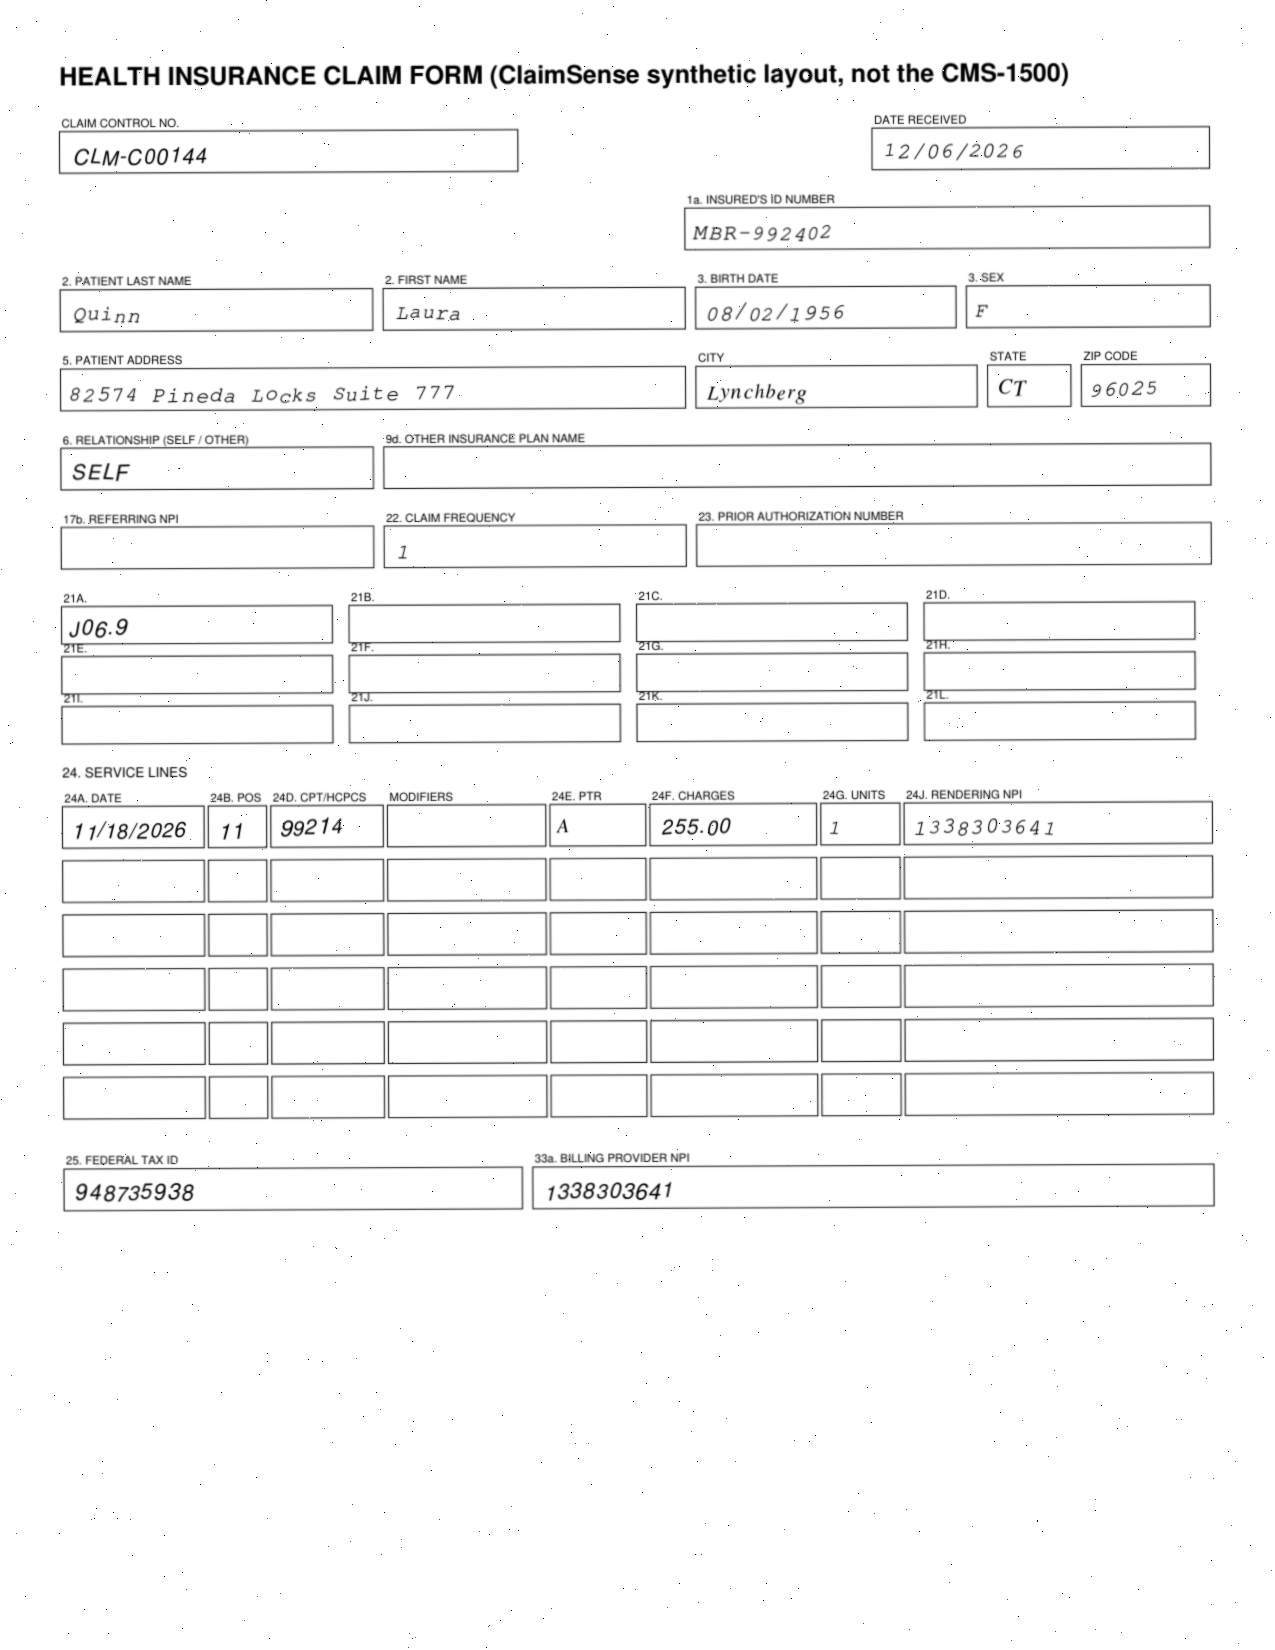 HEALTH INSURANCE CLAIM FORM (ClaimSense synthetic layout, not the CMS-1500)
CLAIM CONTROL NO. DATE RECEIVED
CLM-C00144 12/06/2026
1a. INSURED'S ID NUMBER
MBR-992402
2. PATIENT LAST NAME 2. FIRST NAME 3. BIRTH DATE 3. SEX
Quinn Laura 08/02/1956 F
5. PATIENT ADDRESS CITY STATE ZIP CODE
82574 Pineda Locks Suite 777 Lynchberg CT 96025
6. RELATIONSHIP (SELF / OTHER) 9d. OTHER INSURANCE PLAN NAME
SELF
17b. REFERRING NPI 22. CLAIM FREQUENCY 23. PRIOR AUTHORIZATION NUMBER
1
21A. 21B. 21C. 21D.
J06.9
21E. 21F. 21G. 21H.
21I. 21J. 21K. 21L.
24. SERVICE LINES
24A. DATE 24B. POS 24D. CPT/HCPCS MODIFIERS 24E. PTR 24F. CHARGES 24G. UNITS 24J. RENDERING NPI
11/18/2026 11 99214 A 255.00 1 1338303641
25. FEDERAL TAX ID 33a. BILLING PROVIDER NPI
948735938 1338303641